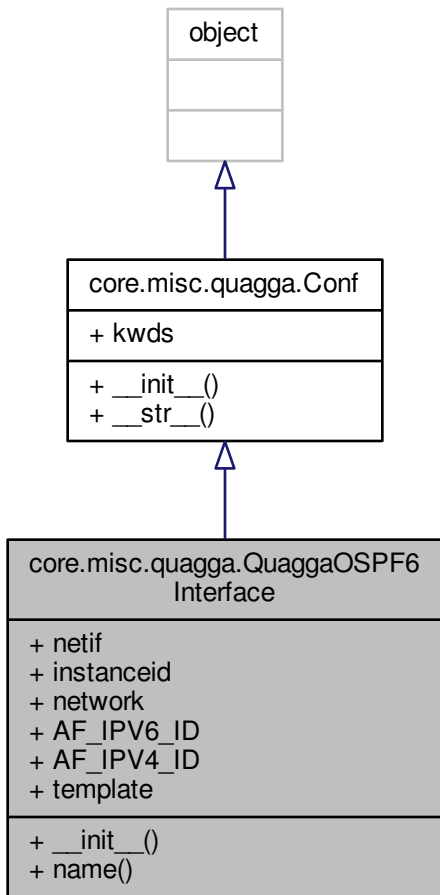 object
core.misc.quagga.Conf
+ kwds
+ __init__()
+ __str__()
core.misc.quagga.QuaggaOSPF6
Interface
+ netif
+ instanceid
+ network
+ AF_IPV6_ID
+ AF_IPV4_ID
+ template
+ __init__()
+ name()